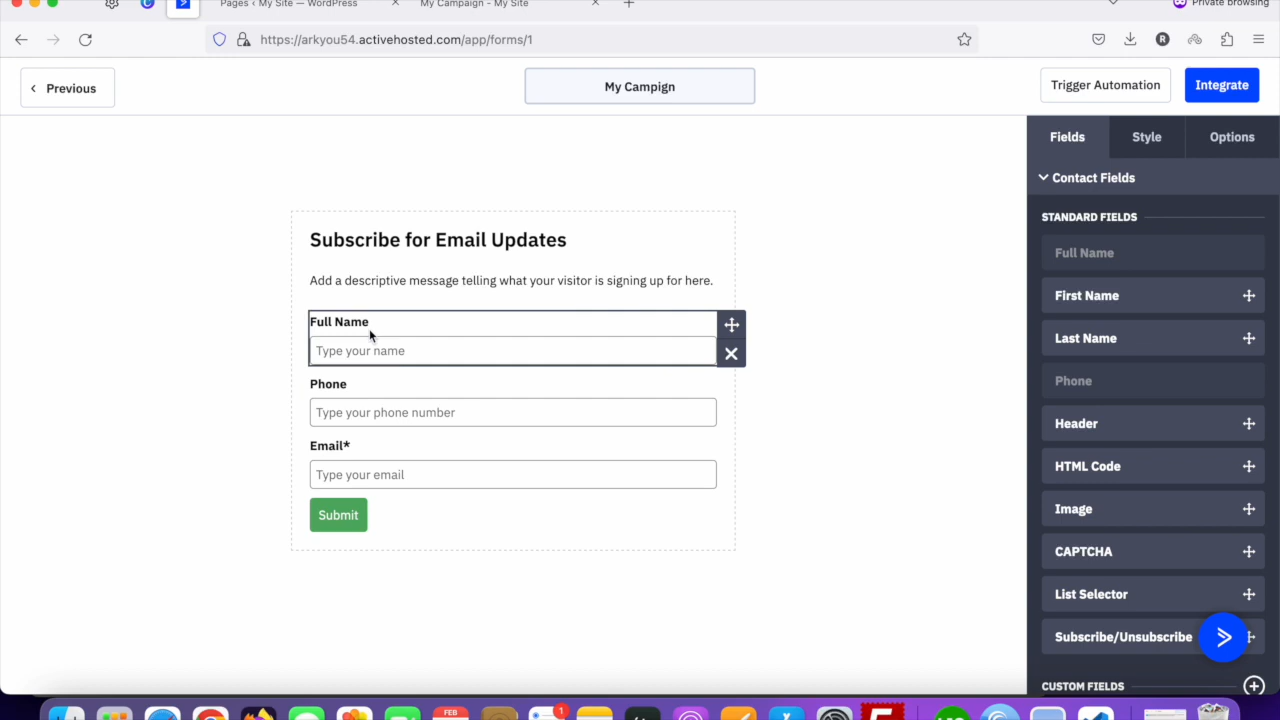 Pages ‹ My Site — WordPress
My Campaign - My Site
Private browsing
https://arkyou54.activehosted.com/app/forms/1
R
Previous
My Campign
Trigger Automation
Integrate
Fields
Style
Options
Contact Fields
STANDARD FIELDS
Full Name
First Name
Last Name
Phone
Header
HTML Code
Image
CAPTCHA
List Selector
Subscribe/Unsubscribe
CUSTOM FIELDS
Subscribe for Email Updates
Add a descriptive message telling what your visitor is signing up for here.
Full Name
Type your name
Phone
Type your phone number
Email*
Type your email
Submit
FEB
1